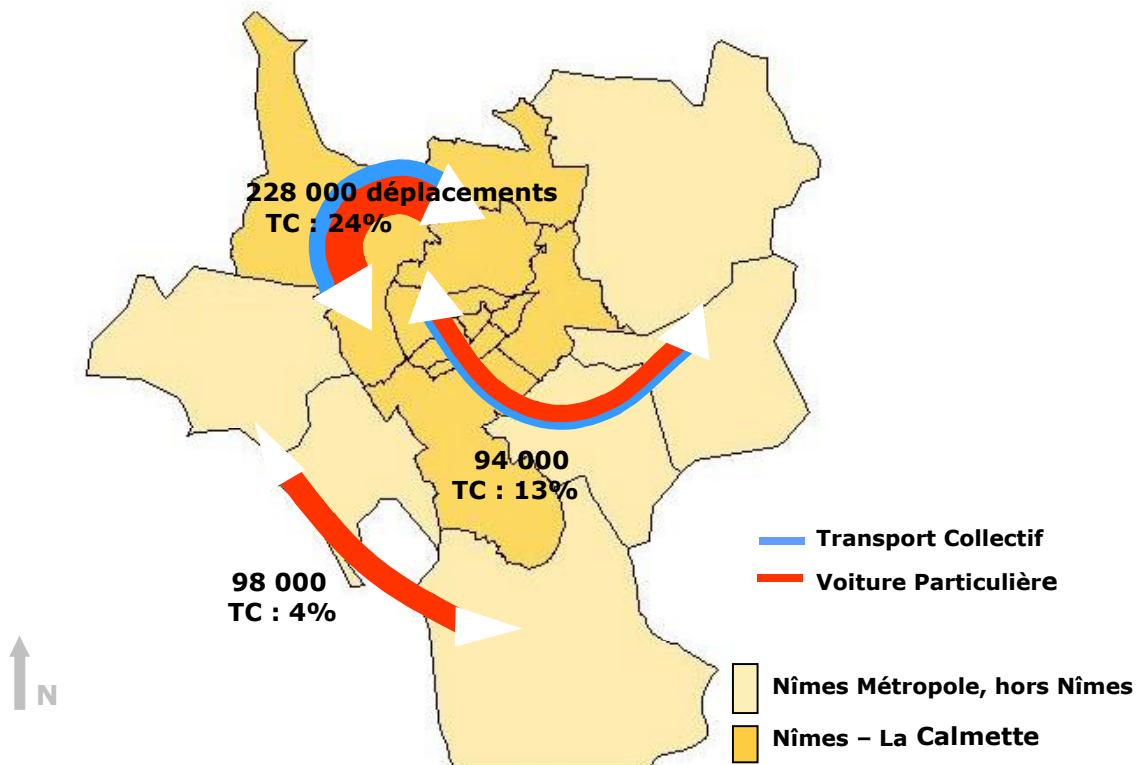 228 000 déplacements
TC : 24%
94 000
TC : 13%
98 000
TC : 4%
Transport Collectif
Voiture Particulière
N
Nîmes Métropole, hors Nîmes
Nîmes – La Calmette